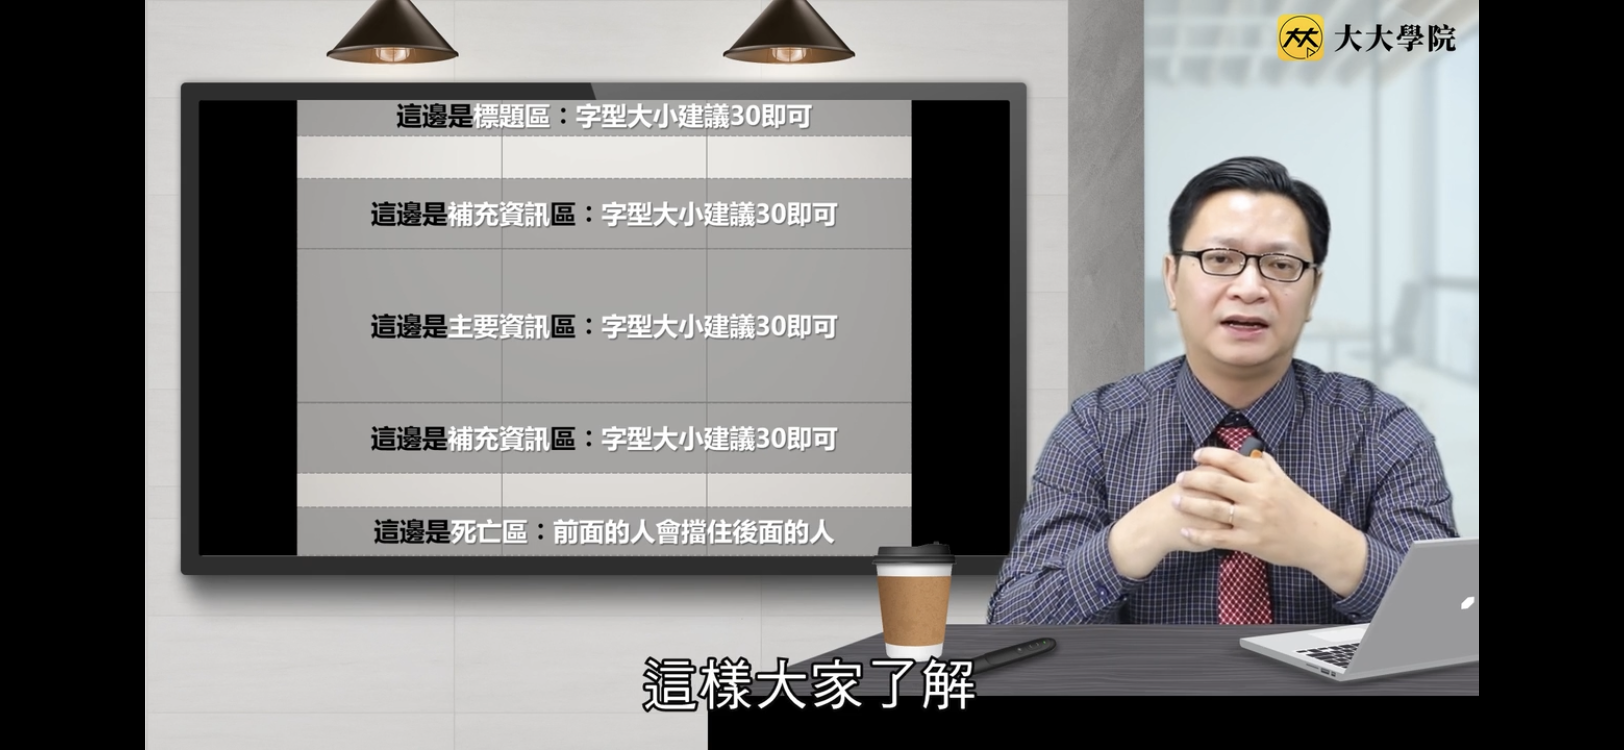 大大學院
這邊是標題區：字型大小建議30即可
這邊是補充資訊區：字型大小建議30即可
這邊是主要資訊區：字型大小建議30即可
這邊是補充資訊區：字型大小建議30即可
這邊是死亡區：前面的人會擋住後面的人
這樣大家了解